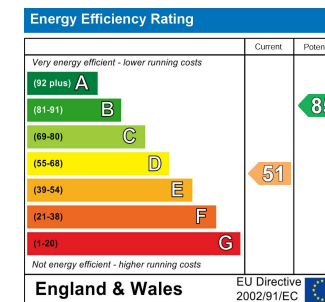 Energy Efficiency Rating
Current
Very energy efficient - lower running costs
(92 plus) A
(81-91) B
(69-80) C
(55-68) D
51
(39-54) E
(21-38) F
(1-20) G
Not energy efficient - higher running costs
England & Wales
EU Directive
2002/91/EC